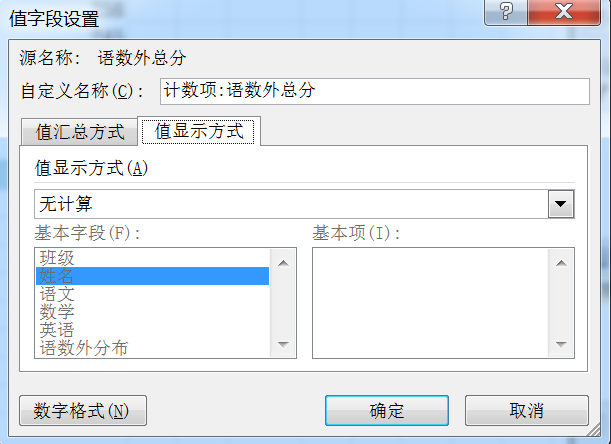 值字段设置
源名称: 语数外总分
自定义名称(C): 计数项:语数外总分
值汇总方式 值显示方式
值显示方式(A)
无计算
基本字段(F): 基本项(I):
班级
姓名
语文
数学
英语
语数外分布
数字格式(N) 确定 取消